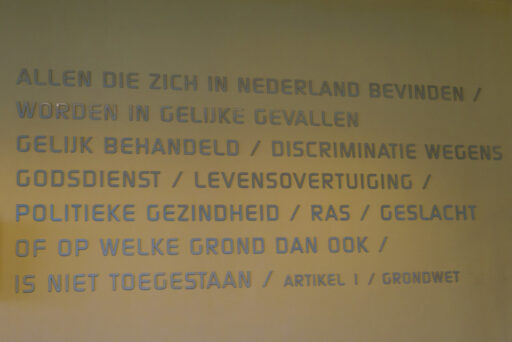 ALLEN DIE ZICH IN NEDERLAND BEVINDEN /
WORDEN IN GELIJKE GEVALLEN
GELIJK BEHANDELD / DISCRIMINATIE WEGENS
GODSDIENST / LEVENSOVERTUIGING /
POLITIEKE GEZINDHEID / RAS / GESLACHT
OF OP WELKE GROND DAN OOK /
IS NIET TOEGESTAAN / ARTIKEL 1 / GRONDWET